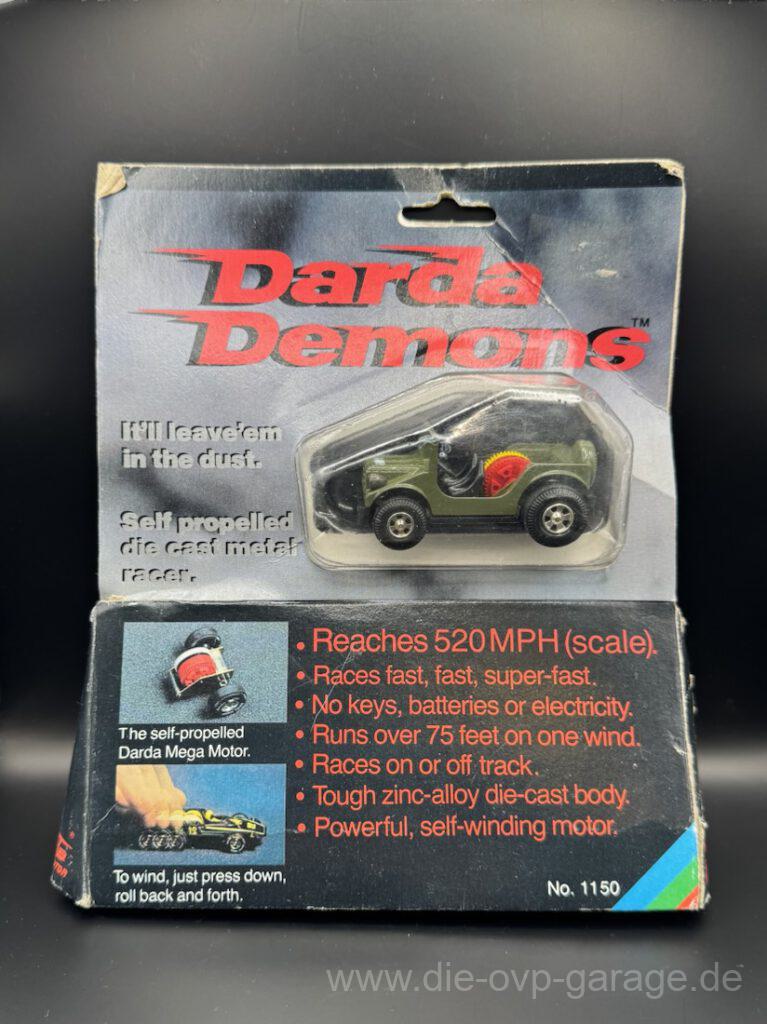 Darda
Demons™
It'll leave'em
in the dust.
Self propelled
die cast metal
racer.
• Reaches 520 MPH (scale).
• Races fast, fast, super-fast.
• No keys, batteries or electricity.
• Runs over 75 feet on one wind.
• Races on or off track.
• Tough zinc-alloy die-cast body.
• Powerful, self-winding motor.
The self-propelled
Darda Mega Motor.
To wind, just press down,
roll back and forth.
No. 1150
www.die-ovp-garage.de